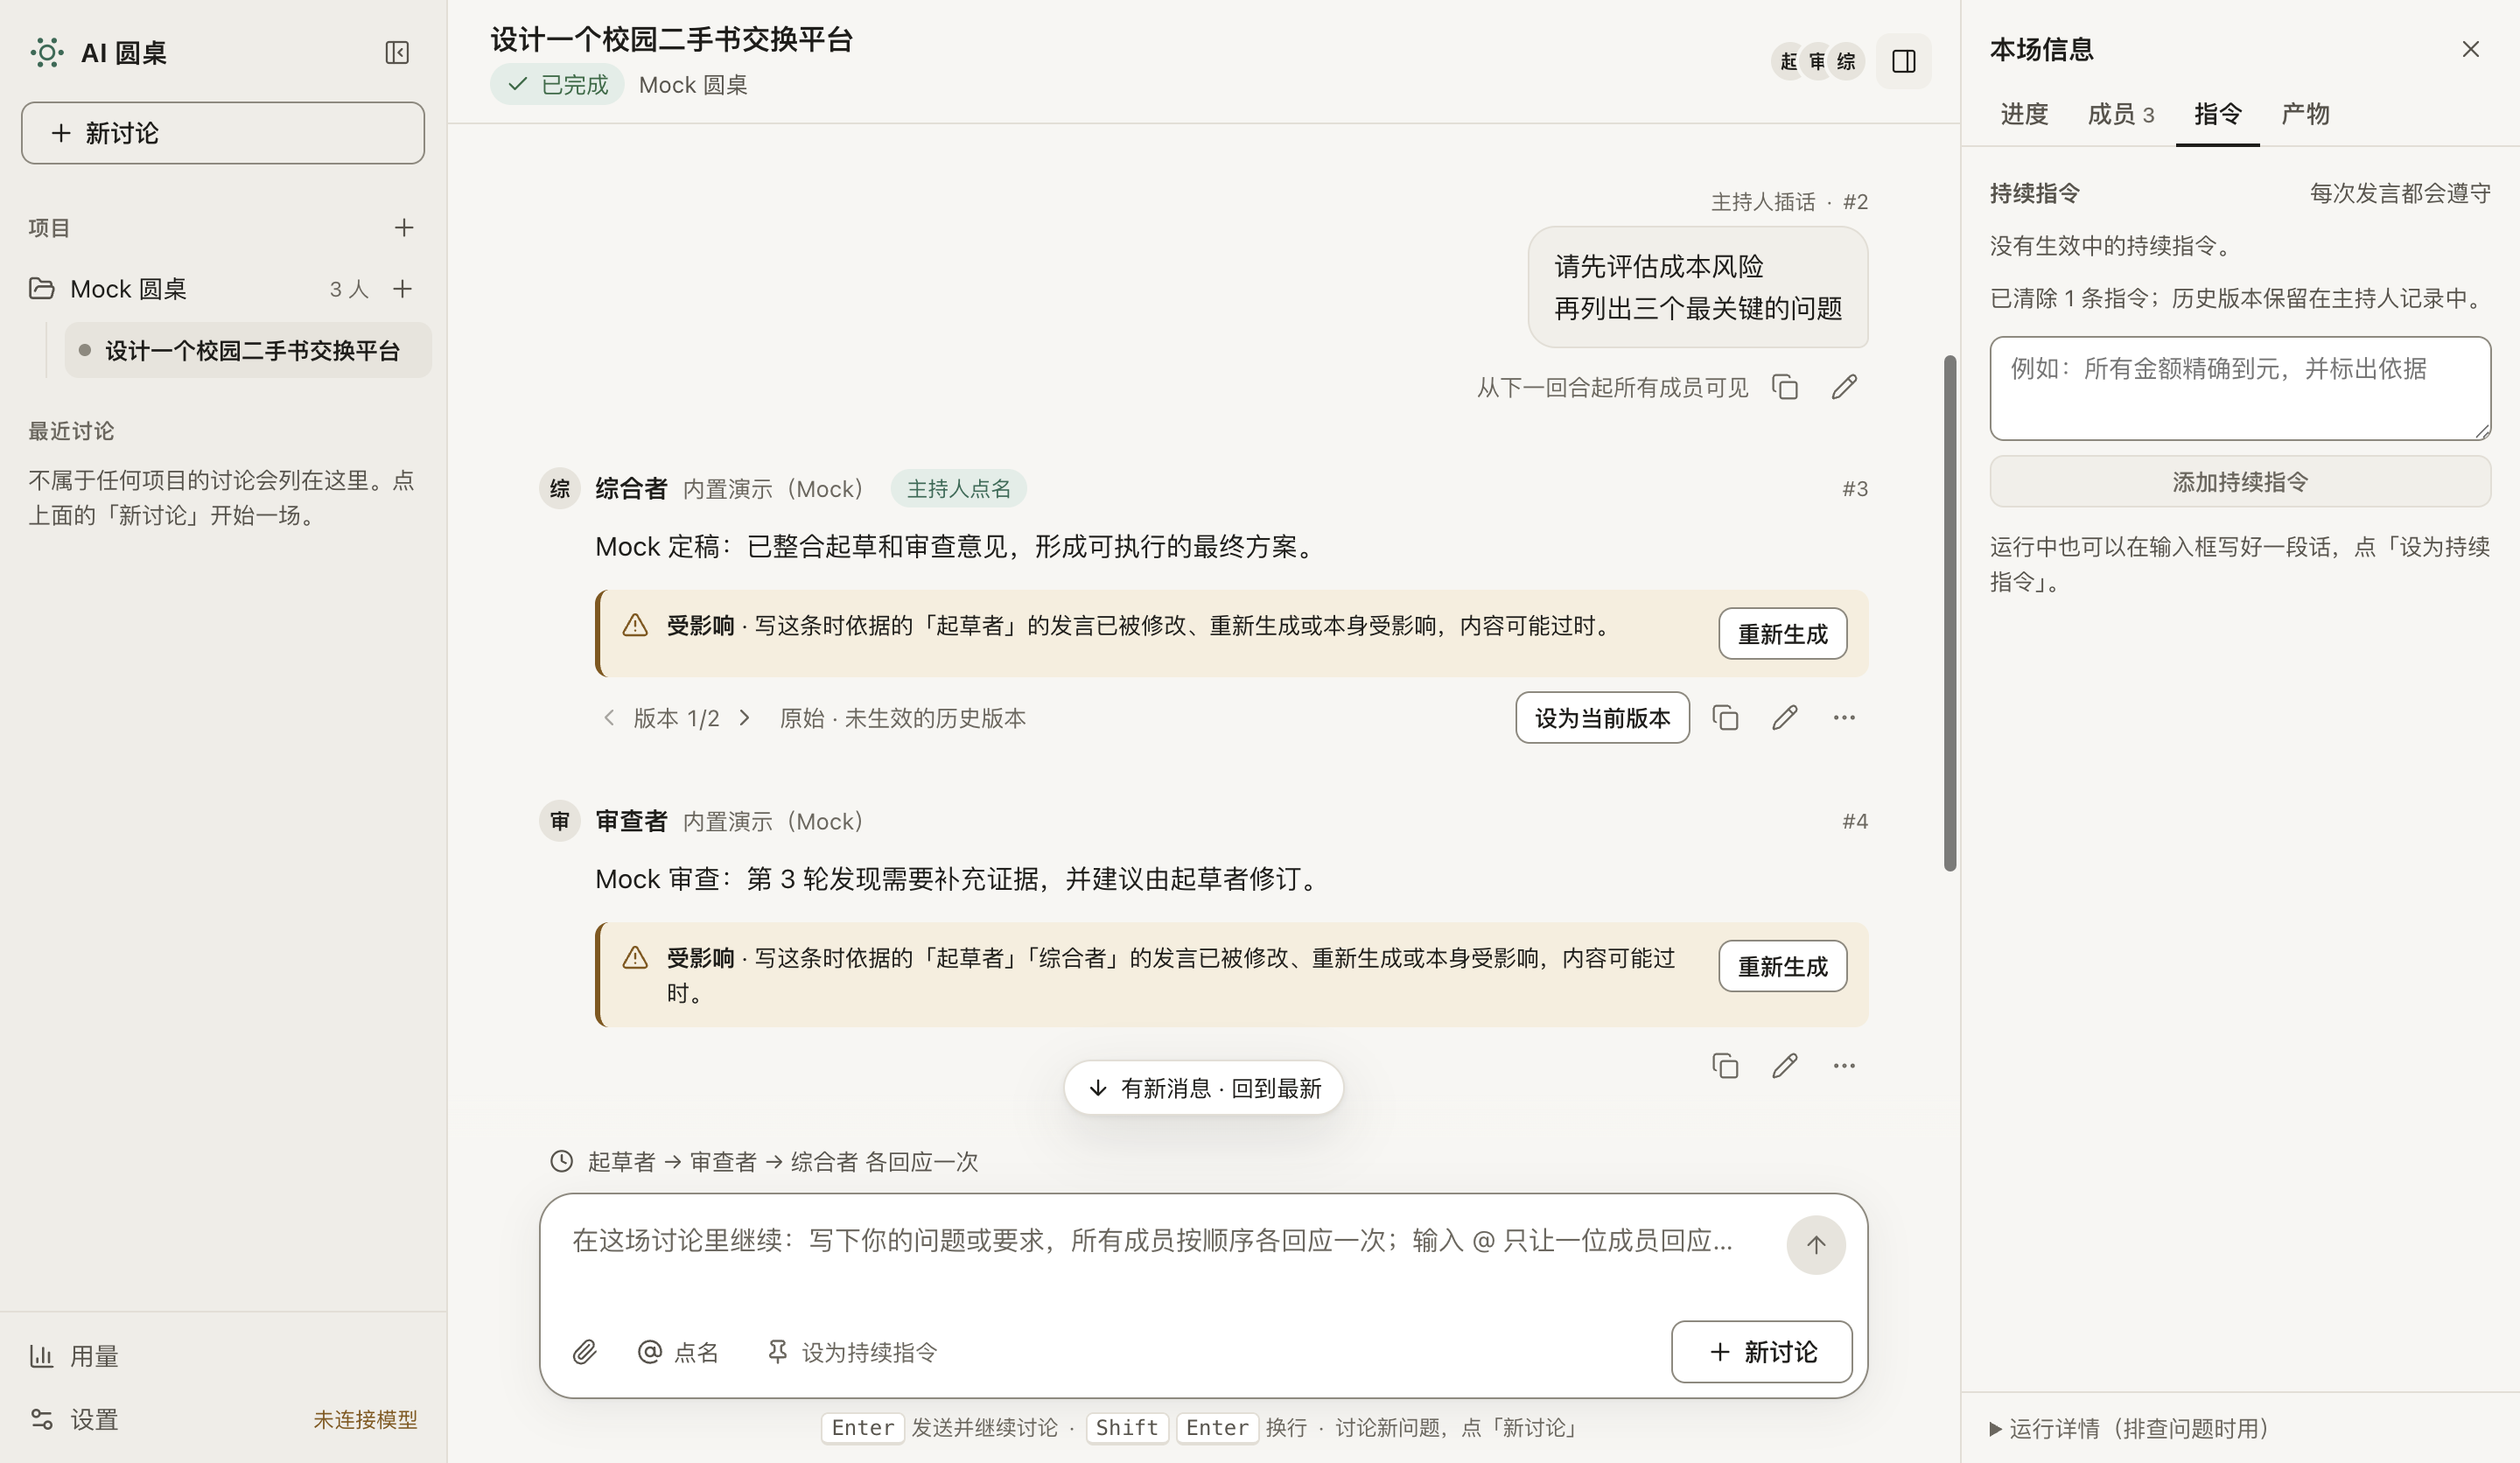 AI 圆桌
新讨论
项目
Mock 圆桌
3 人
设计一个校园二手书交换平台
最近讨论
不属于任何项目的讨论会列在这里。点
上面的「新讨论」开始一场。
用量
设置
未连接模型
设计一个校园二手书交换平台
已完成
Mock 圆桌
起 审 综
主持人插话 · #2
请先评估成本风险
再列出三个最关键的问题
从下一回合起所有成员可见
综 综合者 内置演示（Mock） 主持人点名 #3
Mock 定稿：已整合起草和审查意见，形成可执行的最终方案。
受影响 · 写这条时依据的「起草者」的发言已被修改、重新生成或本身受影响，内容可能过时。
重新生成
版本 1/2 原始 · 未生效的历史版本 设为当前版本
审 审查者 内置演示（Mock） #4
Mock 审查：第 3 轮发现需要补充证据，并建议由起草者修订。
受影响 · 写这条时依据的「起草者」「综合者」的发言已被修改、重新生成或本身受影响，内容可能过
时。
重新生成
有新消息 · 回到最新
起草者 → 审查者 → 综合者 各回应一次
在这场讨论里继续：写下你的问题或要求，所有成员按顺序各回应一次；输入 @ 只让一位成员回应...
点名 设为持续指令 新讨论
Enter 发送并继续讨论 · Shift Enter 换行 · 讨论新问题，点「新讨论」
本场信息
进度 成员 3 指令 产物
持续指令 每次发言都会遵守
没有生效中的持续指令。
已清除 1 条指令；历史版本保留在主持人记录中。
例如：所有金额精确到元，并标出依据
添加持续指令
运行中也可以在输入框写好一段话，点「设为持续
指令」。
运行详情（排查问题时用）